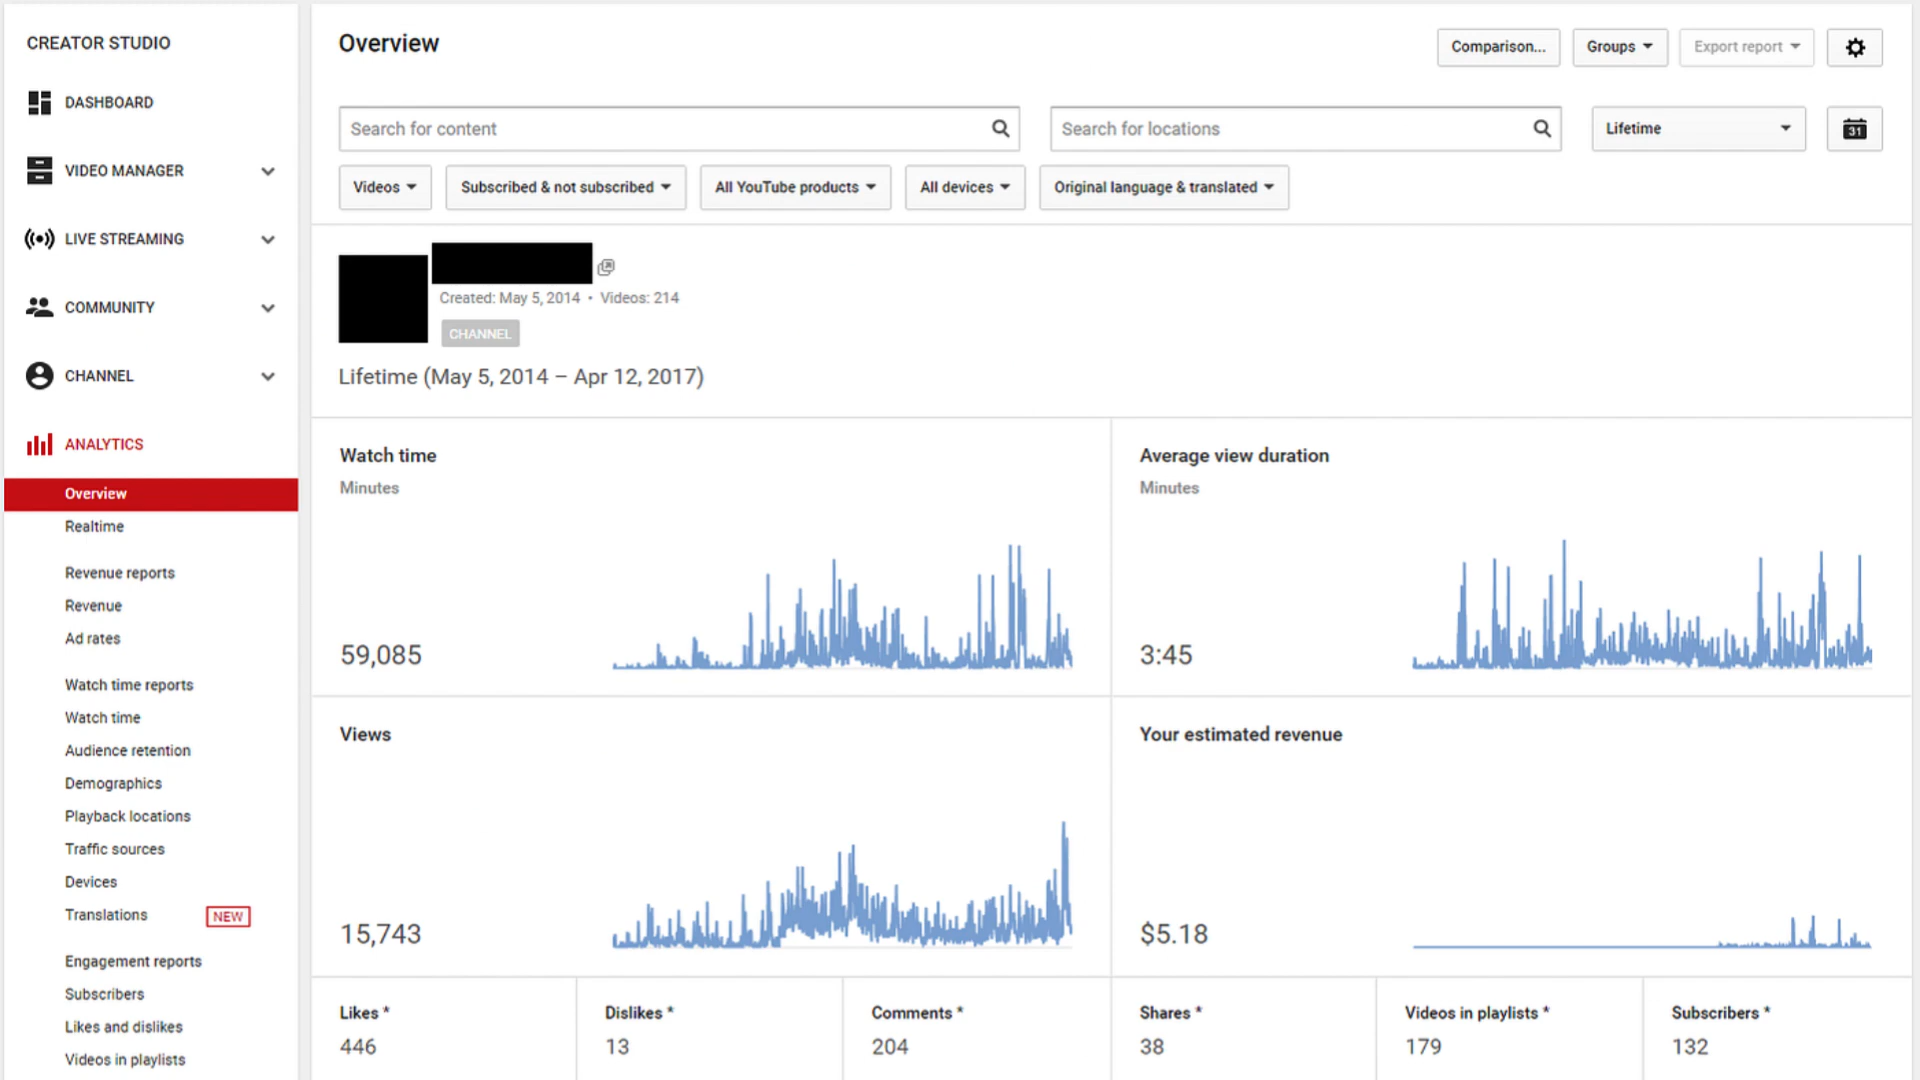 CREATOR STUDIO
DASHBOARD
VIDEO MANAGER
LIVE STREAMING
COMMUNITY
CHANNEL
ANALYTICS
Overview
Realtime
Revenue reports
Revenue
Ad rates
Watch time reports
Watch time
Audience retention
Demographics
Playback locations
Traffic sources
Devices
Translations NEW
Engagement reports
Subscribers
Likes and dislikes
Videos in playlists
Overview
Comparison... Groups Export report
Search for content Search for locations Lifetime 31
Videos Subscribed & not subscribed All YouTube products All devices Original language & translated
Created: May 5, 2014 • Videos: 214
CHANNEL
Lifetime (May 5, 2014 – Apr 12, 2017)
Watch time
Minutes
59,085
Average view duration
Minutes
3:45
Views
15,743
Your estimated revenue
$5.18
Likes * Dislikes * Comments * Shares * Videos in playlists * Subscribers *
446 13 204 38 179 132